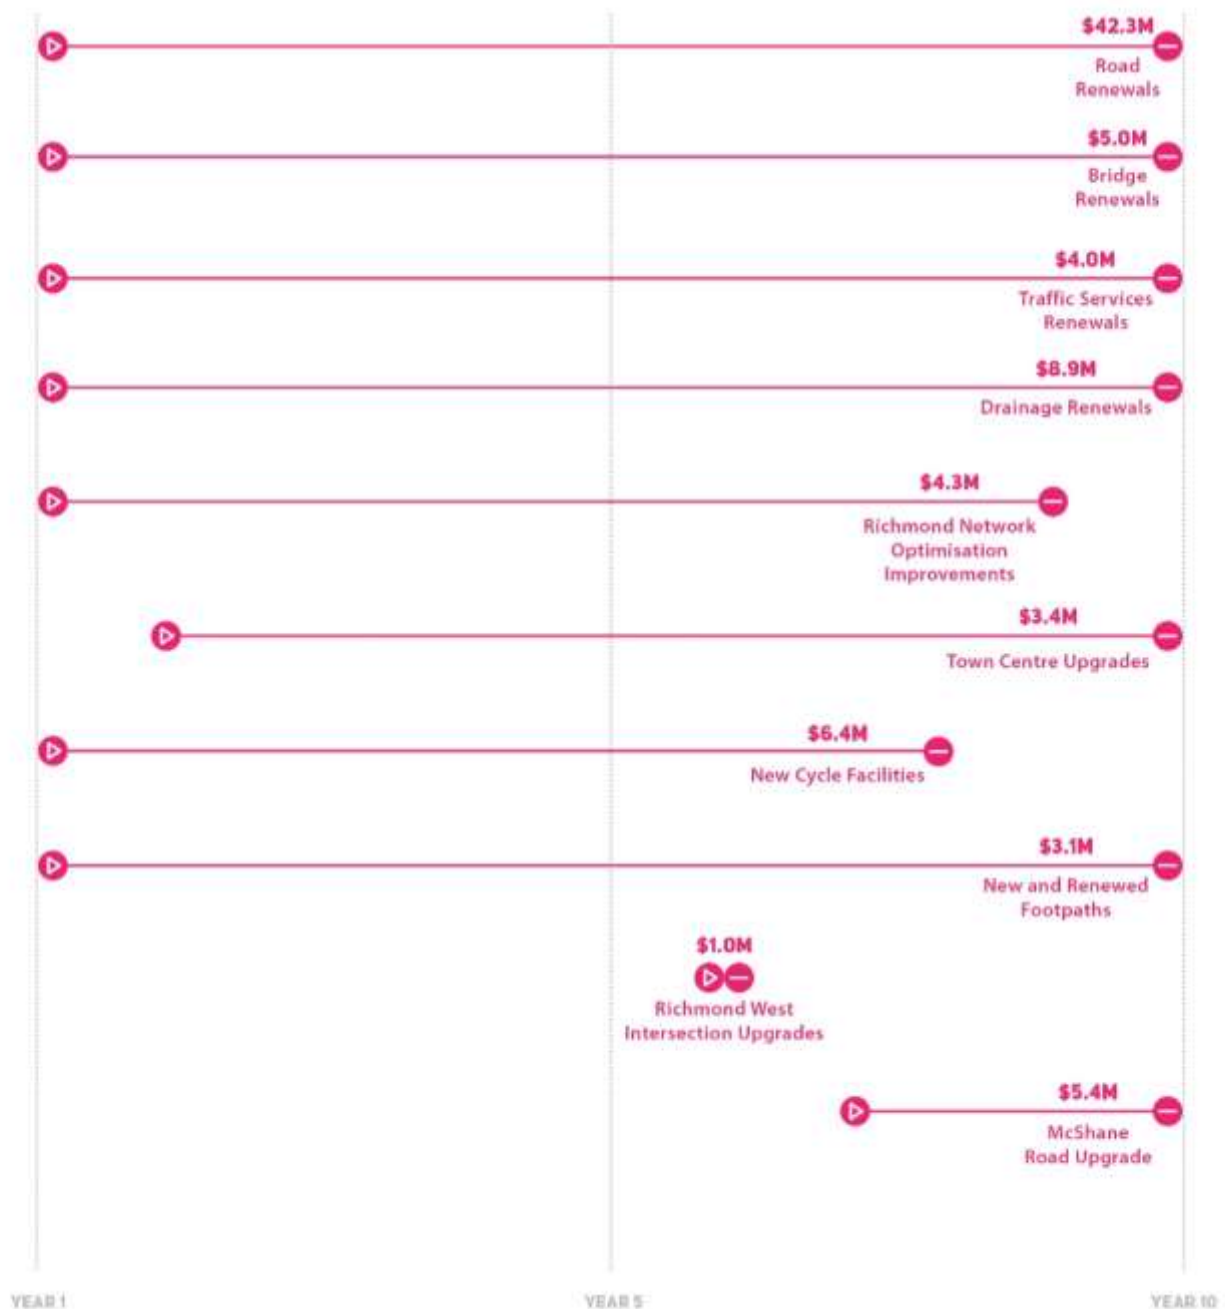 $42.3M
Road
Renewals
$5.0M
Bridge
Renewals
$4.0M
Traffic Services
Renewals
$8.9M
Drainage Renewals
$4.3M
Richmond Network
Optimisation
Improvements
$3.4M
Town Centre Upgrades
$6.4M
New Cycle Facilities
$3.1M
New and Renewed
Footpaths
$1.0M
Richmond West
Intersection Upgrades
$5.4M
McShane
Road Upgrade
YEAR 1 YEAR 5 YEAR 10